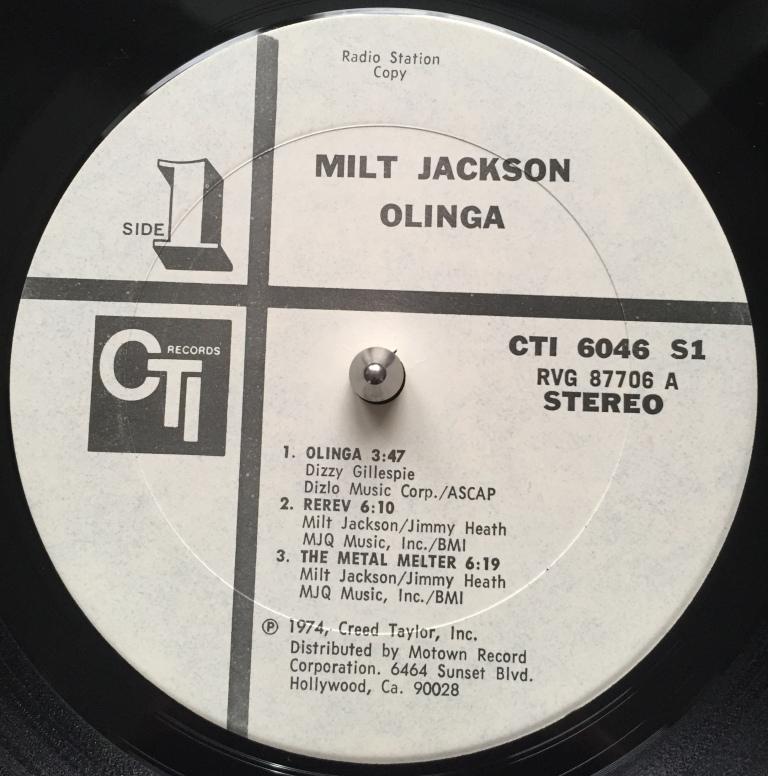 Radio Station
Copy
MILT JACKSON
OLINGA
SIDE 1
CTI RECORDS
CTI 6046 S1
RVG 87706 A
STEREO
1. OLINGA 3:47
Dizzy Gillespie
Dizlo Music Corp./ASCAP
2. REREV 6:10
Milt Jackson/Jimmy Heath
MJQ Music, Inc./BMI
3. THE METAL MELTER 6:19
Milt Jackson/Jimmy Heath
MJQ Music, Inc./BMI
℗ 1974, Creed Taylor, Inc.
Distributed by Motown Record
Corporation. 6464 Sunset Blvd.
Hollywood, Ca. 90028